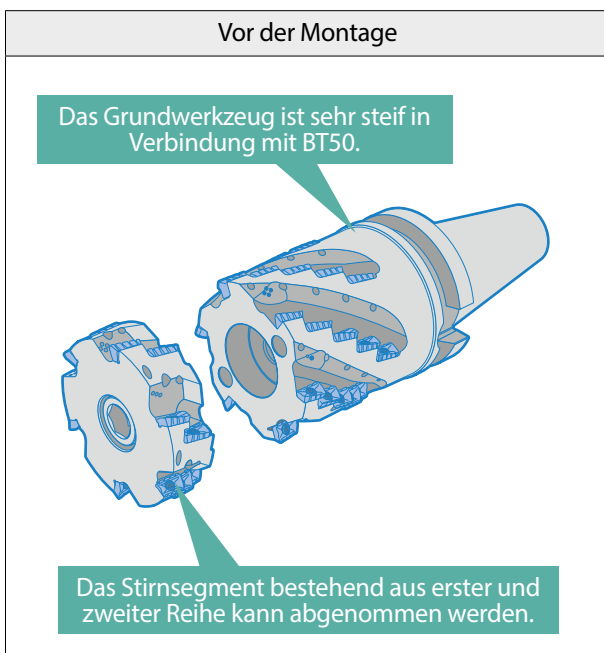 Vor der Montage
Das Grundwerkzeug ist sehr steif in
Verbindung mit BT50.
Das Stirnsegment bestehend aus erster und
zweiter Reihe kann abgenommen werden.